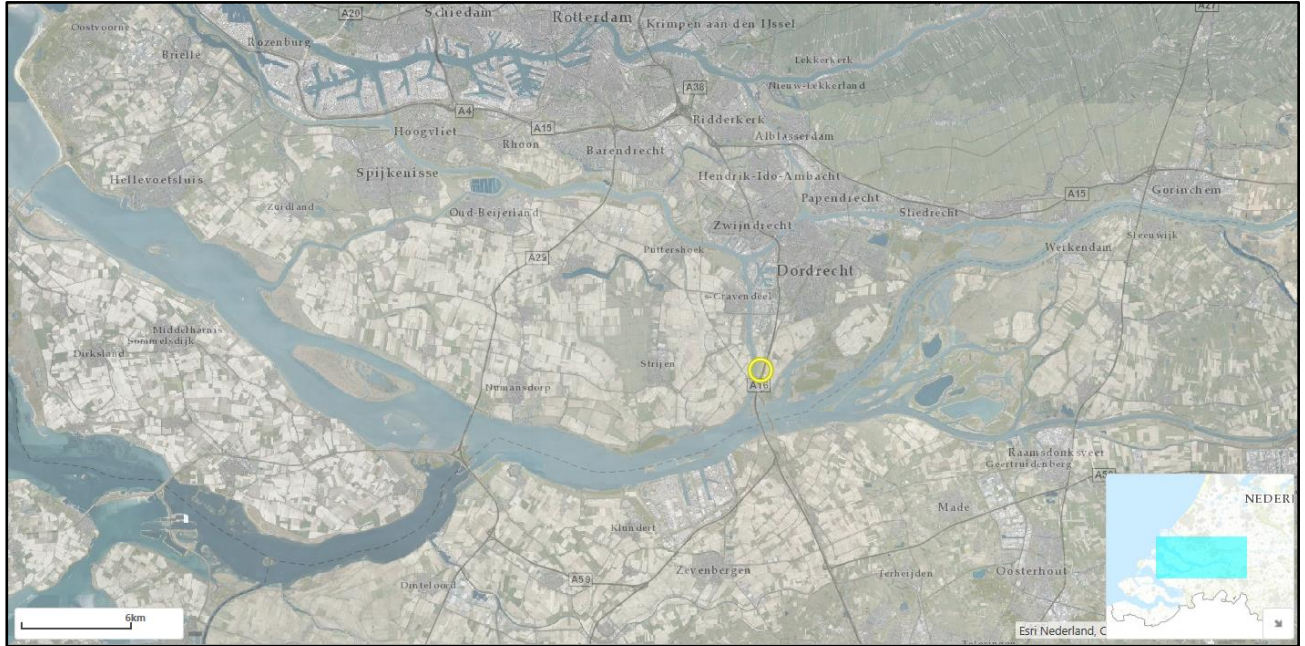 A20
Schiedam
Rotterdam
Krimpen aan den IJssel
A27
Oostvoorne
Rozenburg
Brielle
Lekkerkerk
Nieuw-Lekkerland
A38
A4
Hoogvliet
A15
Rhoon
Ridderkerk
Alblasserdam
Barendrecht
Spijkenisse
Hendrik-Ido-Ambacht
Hellevoetsluis
Papendrecht
A15
Gorinchem
Zuidland
Oud-Beijerland
Sliedrecht
Zwijndrecht
Sleeuwijk
Puttershoek
Werkendam
A29
Dordrecht
s-Gravendeel
Middelharnis
Sommelsdijk
Dirksland
Strijen
Numansdorp
A16
Raamsdonksveer
Geertruidenberg
A59
NEDER
Made
Klundert
Zevenbergen
Terheijden
Oosterhout
A59
Dinteloord
6km
Esri Nederland, C
Teteringen